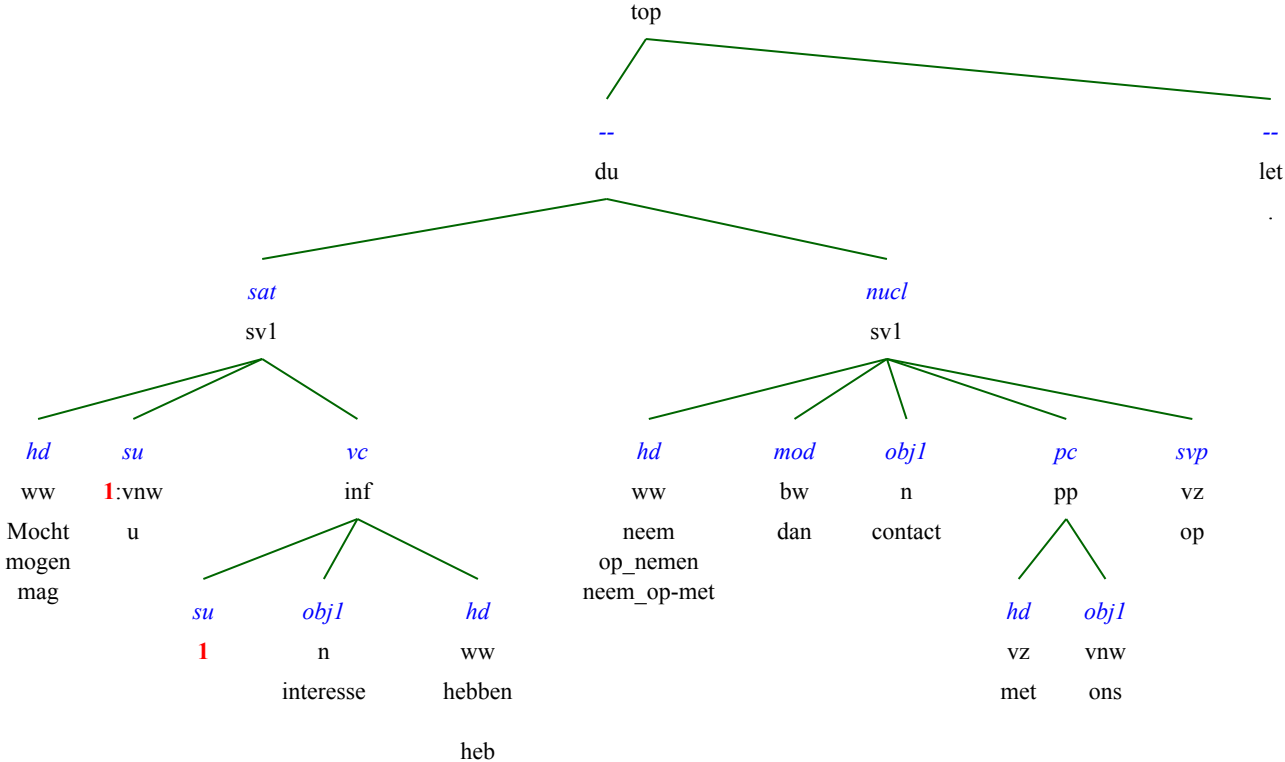 top
-- --
du let
.
sat nucl
sv1 sv1
hd su vc hd mod obj1 pc svp
ww 1:vnw inf ww bw n pp vz
Mocht u neem dan contact op
mogen op_nemen
mag neem_op-met
su obj1 hd hd obj1
1 n ww vz vnw
interesse hebben met ons
heb